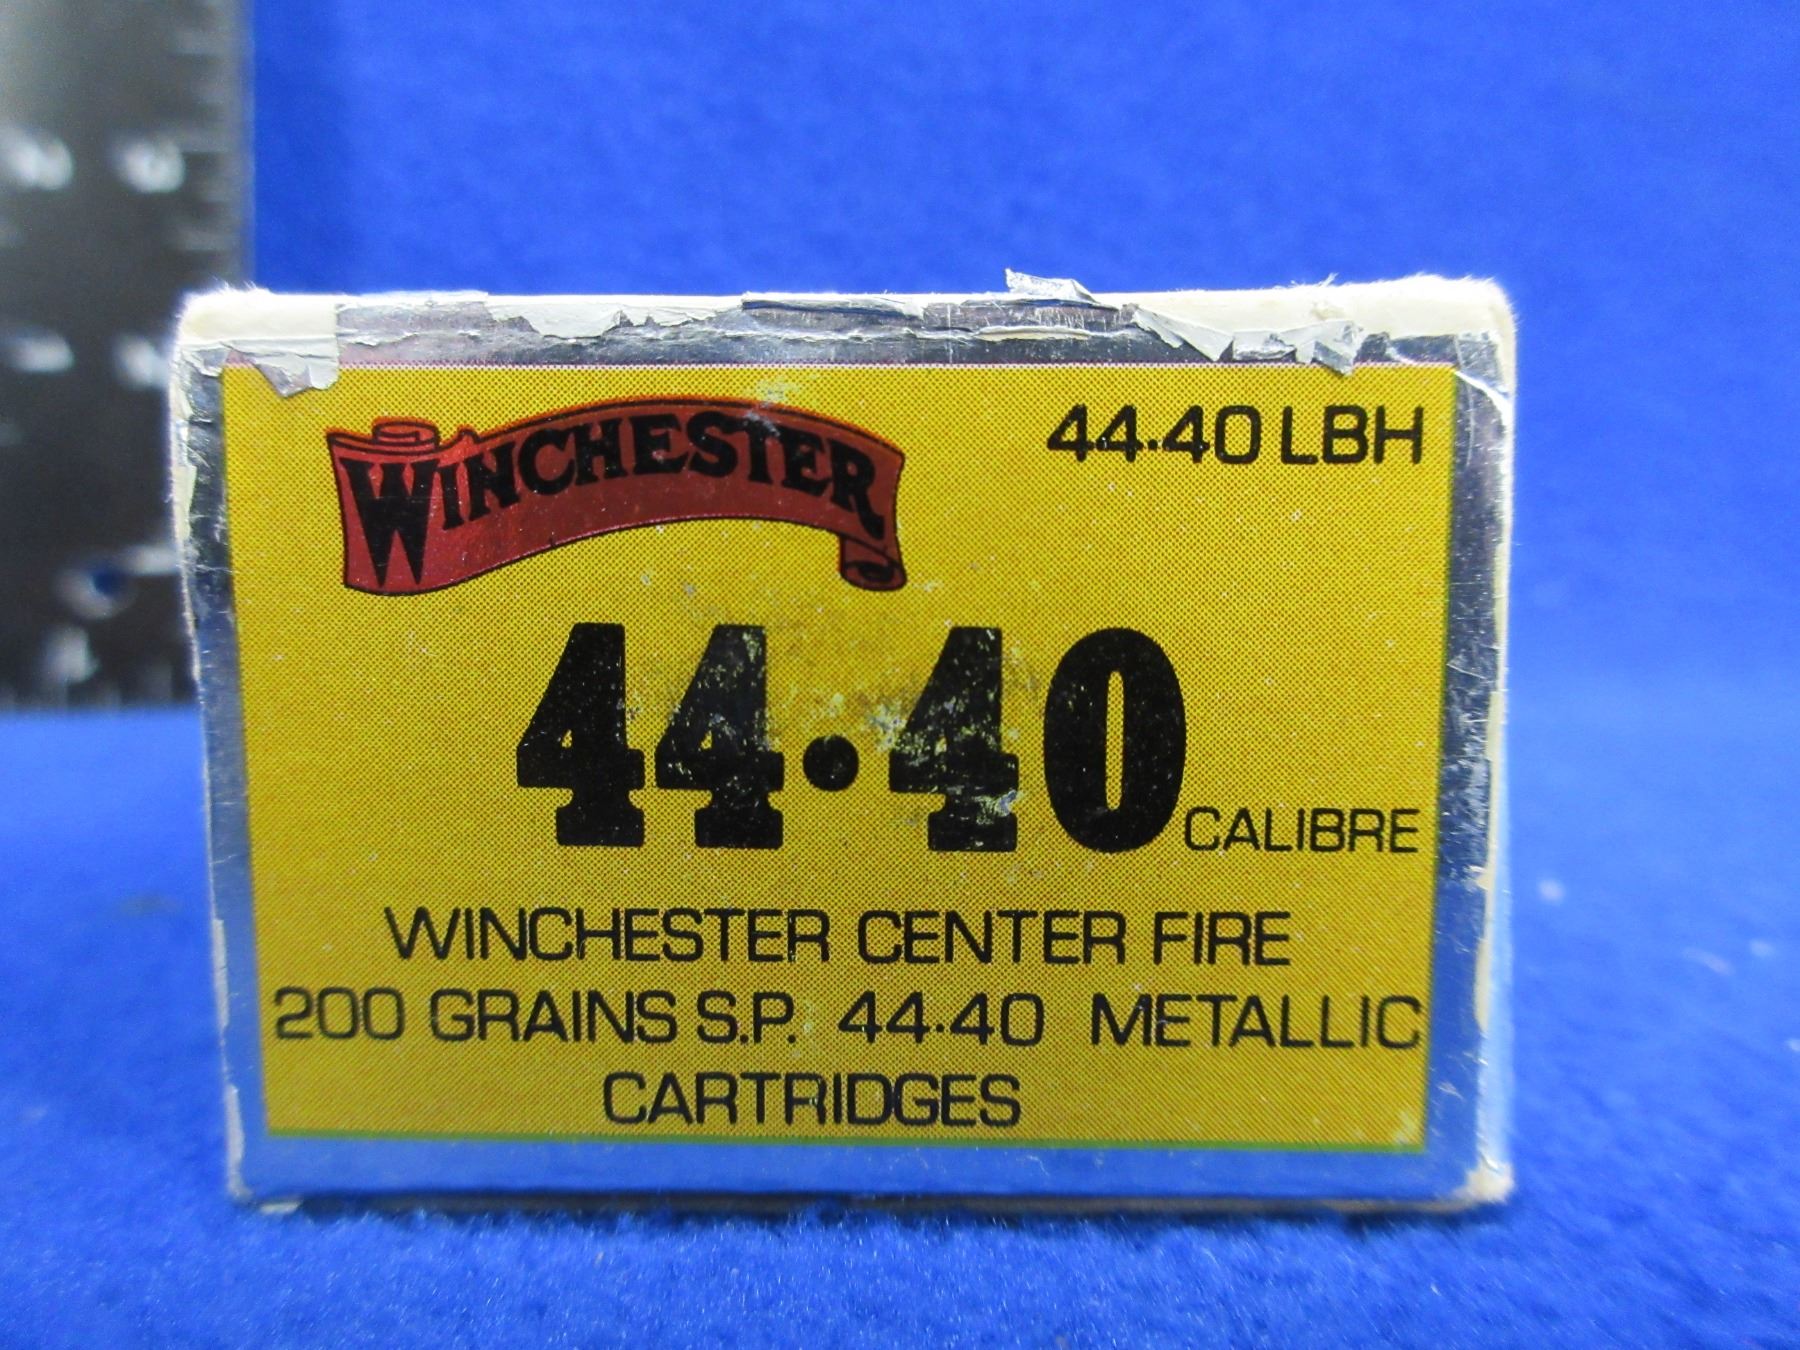 WINCHESTER
44·40 LBH
44·40 CALIBRE
WINCHESTER CENTER FIRE
200 GRAINS S.P. 44·40 METALLIC
CARTRIDGES